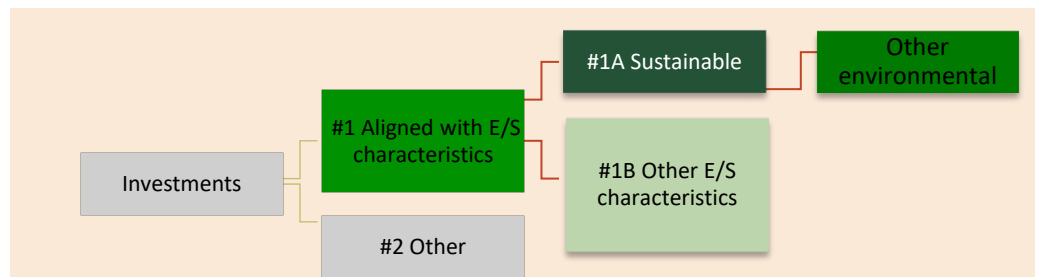 #1A Sustainable
Other
environmental
#1 Aligned with E/S
characteristics
#1B Other E/S
characteristics
Investments
#2 Other